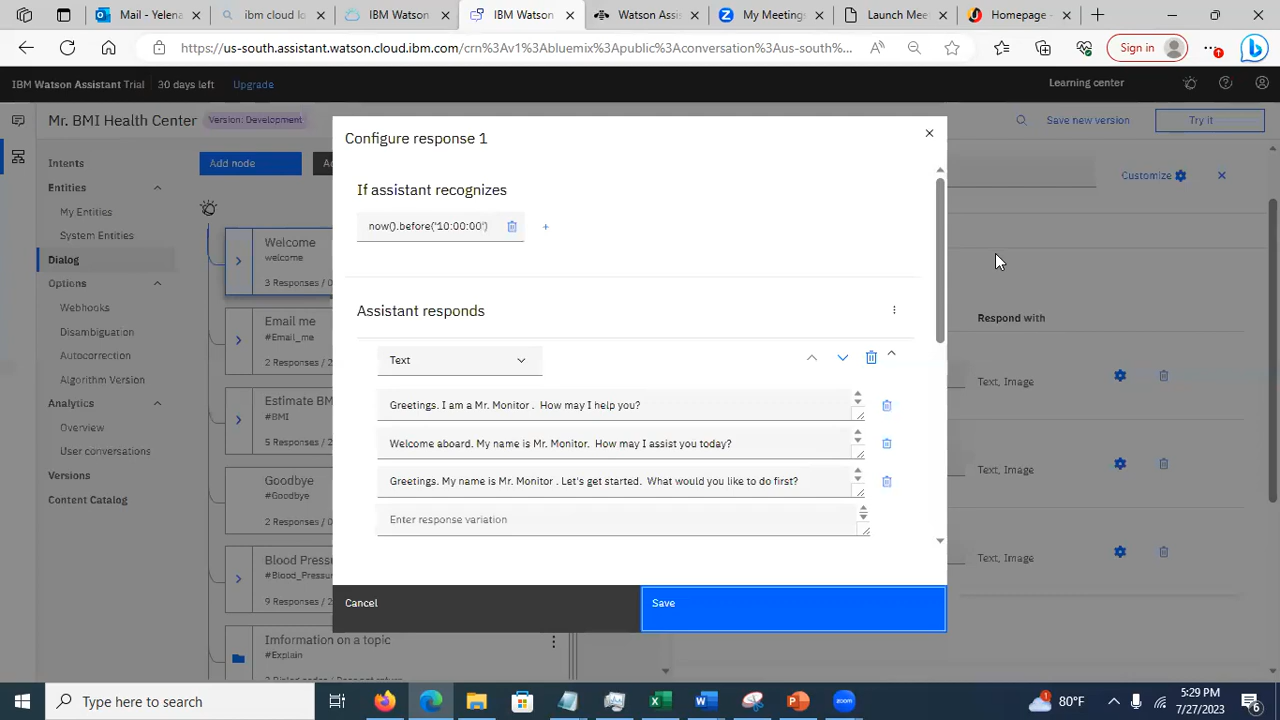 Mail - Yelena
ibm cloud lo
IBM Watson
IBM Watson
Watson Assis
My Meetings
Launch Mee
Homepage -
https://us-south.assistant.watson.cloud.ibm.com/crn%3Av1%3Abluemix%3Apublic%3Aconversation%3Aus-south%...
Sign in
IBM Watson Assistant Trial 30 days left Upgrade
Learning center
Mr. BMI Health Center Version: Development
Save new version Try it
Intents
Entities
My Entities
System Entities
Dialog
Options
Webhooks
Disambiguation
Autocorrection
Algorithm Version
Analytics
Overview
User conversations
Versions
Content Catalog
Add node
Ad
Welcome
welcome
3 Responses / 0
Email me
#Email_me
2 Responses / 0
Estimate BM
#BMI
5 Responses / 0
Goodbye
#Goodbye
2 Responses / 0
Blood Pressu
#Blood_Pressur
9 Responses / 2
Imformation on a topic
#Explain
Configure response 1
If assistant recognizes
now().before('10:00:00')
+
Assistant responds
Text
Greetings. I am a Mr. Monitor . How may I help you?
Welcome aboard. My name is Mr. Monitor. How may I assist you today?
Greetings. My name is Mr. Monitor . Let's get started. What would you like to do first?
Enter response variation
Cancel
Save
Customize
Respond with
Text, Image
Text, Image
Text, Image
Type here to search
zoom
80°F
5:29 PM
7/27/2023
6